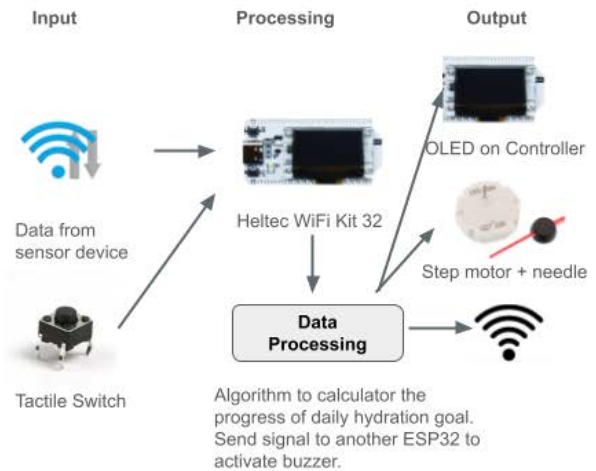 Input
Processing
Output
OLED on Controller
Data from
sensor device
Heltec WiFi Kit 32
Step motor + needle
Data
Processing
Tactile Switch
Algorithm to calculator the
progress of daily hydration goal.
Send signal to another ESP32 to
activate buzzer.